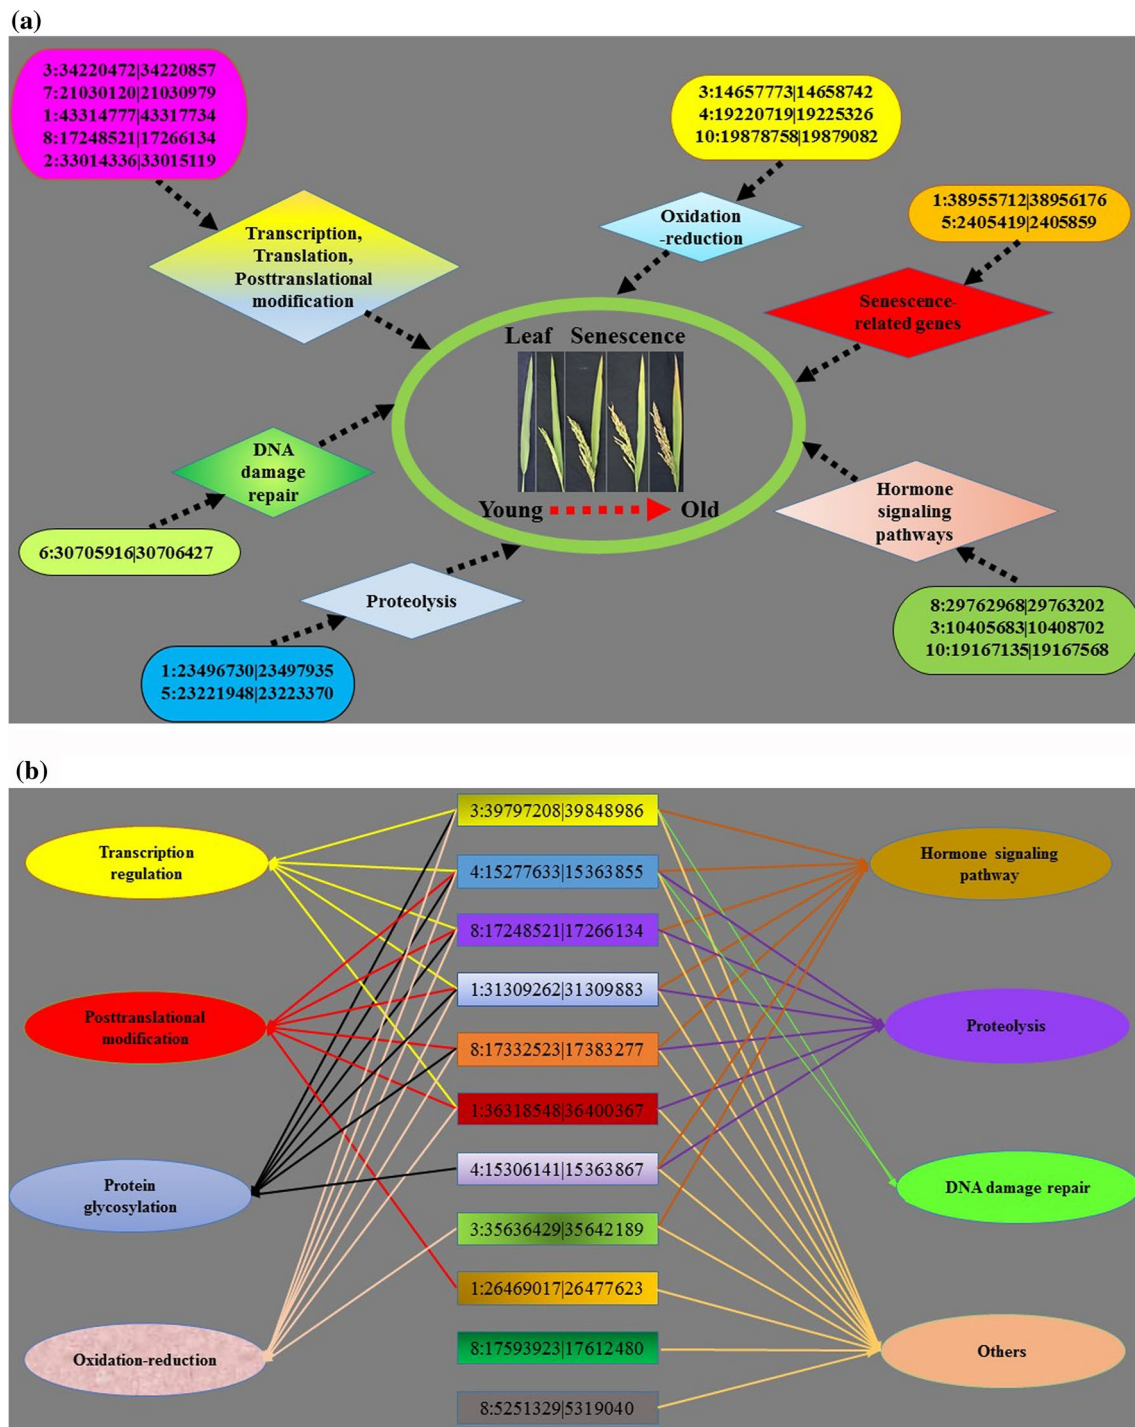 (a)
3:34220472|34220857
7:21030120|21030979
1:43314777|43317734
8:17248521|17266134
2:33014336|33015119
3:14657773|14658742
4:19220719|19225326
10:19878758|19879082
1:38955712|38956176
5:2405419|2405859
Transcription,
Translation,
Posttranslational
modification
Oxidation
-reduction
Senescence-
related genes
Leaf Senescence
Young
Old
DNA
damage
repair
Hormone
signaling
pathways
6:30705916|30706427
Proteolysis
8:29762968|29763202
3:10405683|10408702
10:19167135|19167568
1:23496730|23497935
5:23221948|23223370
(b)
Transcription
regulation
Posttranslational
modification
Protein
glycosylation
Oxidation-reduction
3:39797208|39848986
4:15277633|15363855
8:17248521|17266134
1:31309262|31309883
8:17332523|17383277
1:36318548|36400367
4:15306141|15363867
3:35636429|35642189
1:26469017|26477623
8:17593923|17612480
8:5251329|5319040
Hormone signaling
pathway
Proteolysis
DNA damage repair
Others